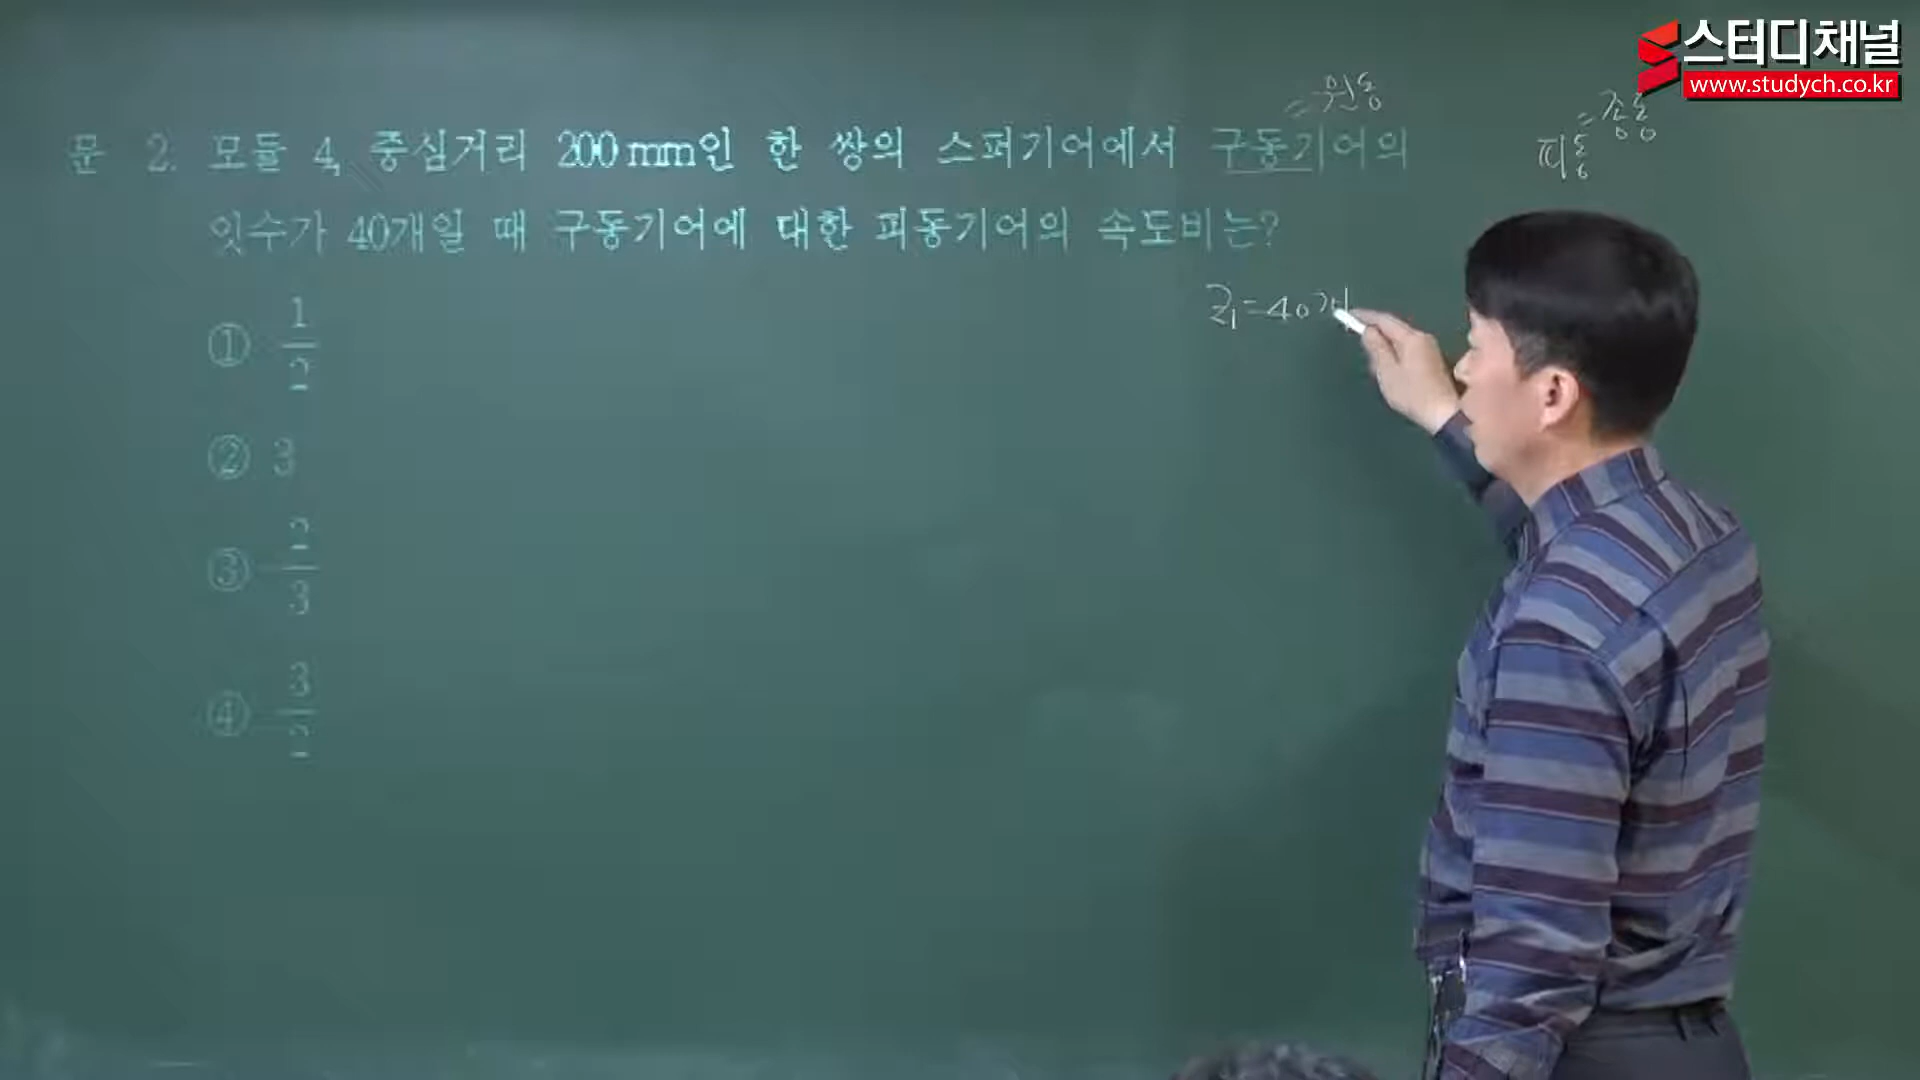 스터디채널
www.studych.co.kr
=원동
=종동
피동
문 2. 모듈 4, 중심거리 200mm인 한 쌍의 스퍼기어에서 구동기어의
잇수가 40개일 때 구동기어에 대한 피동기어의 속도비는?
Z1=40개
① 1/2
② 3
③ 2/3
④ 3/2